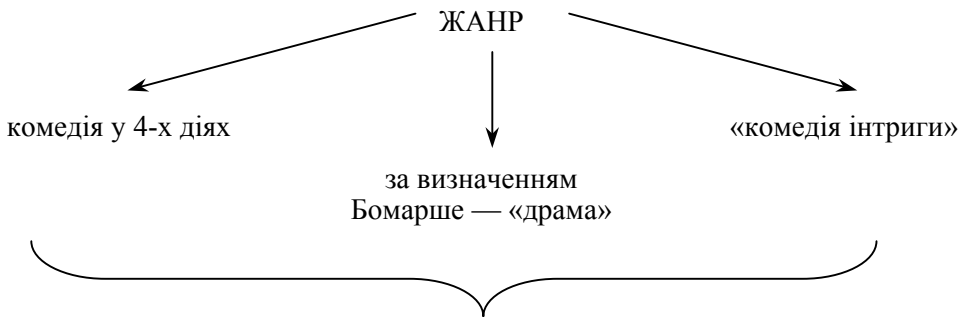 ЖАНР
комедія у 4-х діях
«комедія інтриги»
за визначенням
Бомарше — «драма»